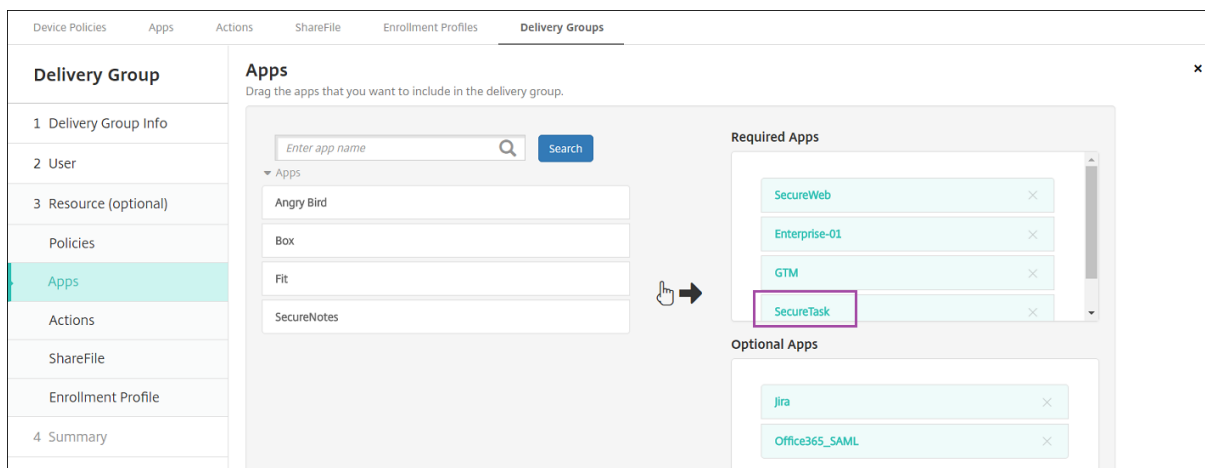 Device Policies Apps Actions ShareFile Enrollment Profiles Delivery Groups
Delivery Group
1 Delivery Group Info
2 User
3 Resource (optional)
Policies
Apps
Actions
ShareFile
Enrollment Profile
4 Summary
Apps
Drag the apps that you want to include in the delivery group.
Enter app name
Search
Apps
Angry Bird
Box
Fit
SecureNotes
Required Apps
SecureWeb
Enterprise-01
GTM
SecureTask
Optional Apps
Jira
Office365_SAML